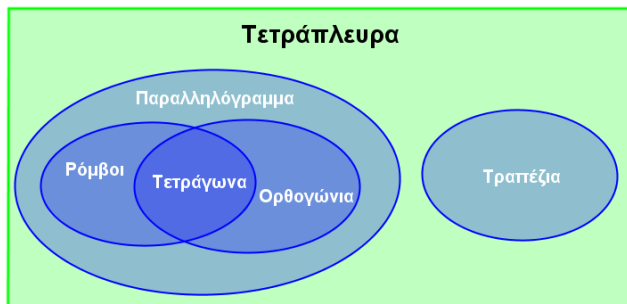 Τετράπλευρα
Παραλληλόγραμμα
Ρόμβοι
Τετράγωνα
Ορθογώνια
Τραπέζια